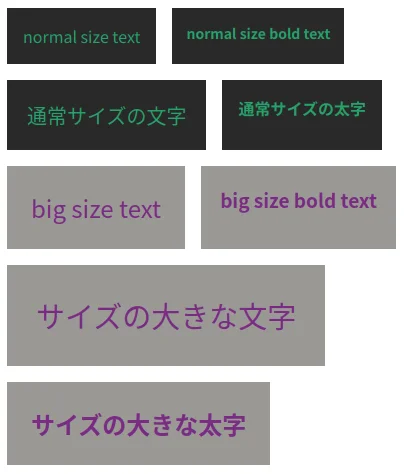 normal size text
normal size bold text
通常サイズの文字
通常サイズの太字
big size text
big size bold text
サイズの大きな文字
サイズの大きな太字